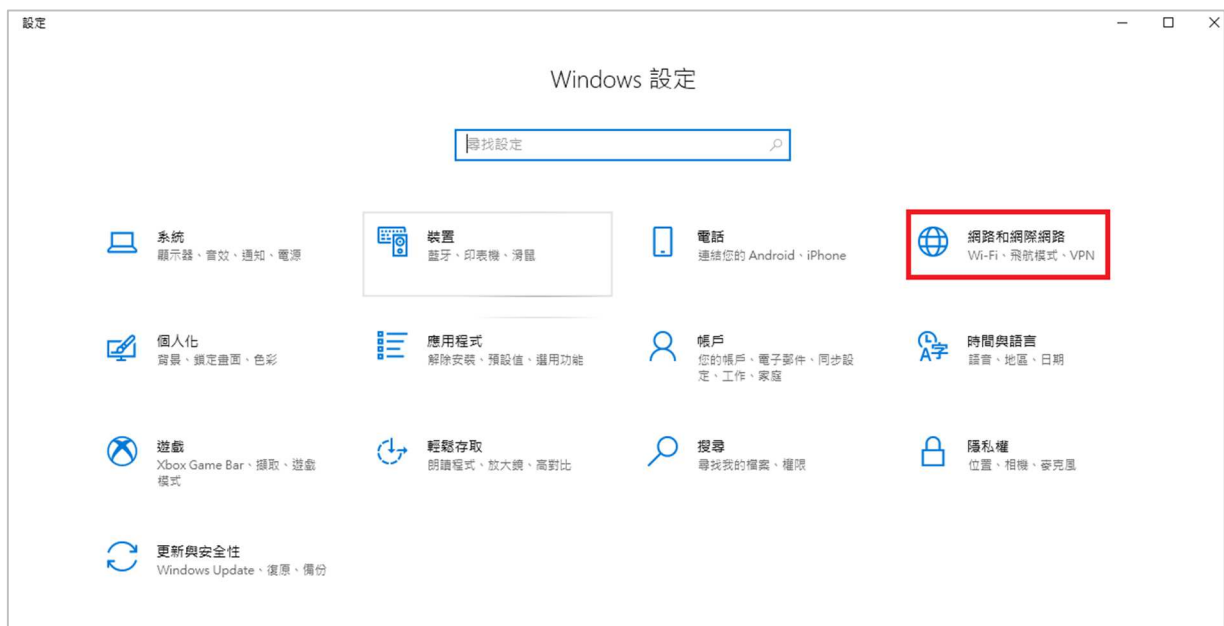 設定
Windows 設定
尋找設定
系統
顯示器、音效、通知、電源
裝置
藍牙、印表機、滑鼠
電話
連結您的 Android、iPhone
網路和網際網路
Wi-Fi、飛航模式、VPN
個人化
背景、鎖定畫面、色彩
應用程式
解除安裝、預設值、選用功能
帳戶
您的帳戶、電子郵件、同步設
定、工作、家庭
時間與語言
語音、地區、日期
遊戲
Xbox Game Bar、擷取、遊戲
模式
輕鬆存取
朗讀程式、放大鏡、高對比
搜尋
尋找我的檔案、權限
隱私權
位置、相機、麥克風
更新與安全性
Windows Update、復原、備份